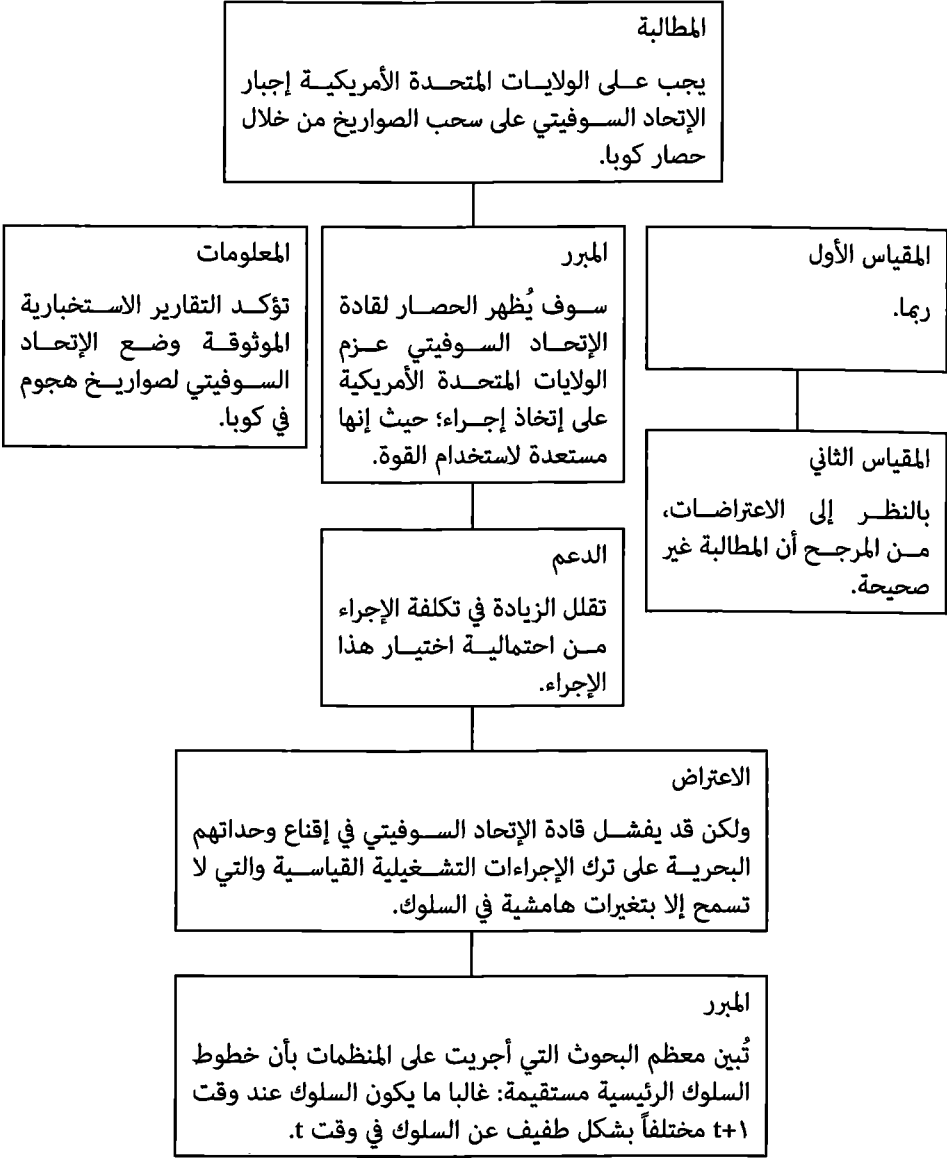 المطالبة
يجب على الولايات المتحدة الأمريكية إجبار
الإتحاد السوفيتي على سحب الصواريخ من خلال
حصار كوبا.
المقياس الأول
ربما.
المبرر
سوف يُظهر الحصار لقادة
الإتحاد السوفيتي عزم
الولايات المتحدة الأمريكية
على إتخاذ إجراء؛ حيث إنها
مستعدة لاستخدام القوة.
المعلومات
تؤكد التقارير الاستخبارية
الموثوقة وضع الإتحاد
السوفيتي لصواريخ هجوم
في كوبا.
المقياس الثاني
بالنظر إلى الاعتراضات،
من المرجح أن المطالبة غير
صحيحة.
الدعم
تقلل الزيادة في تكلفة الإجراء
من احتمالية اختيار هذا
الإجراء.
الاعتراض
ولكن قد يفشل قادة الإتحاد السوفيتي في إقناع وحداتهم
البحرية على ترك الإجراءات التشغيلية القياسية والتي لا
تسمح إلا بتغيرات هامشية في السلوك.
المبرر
تُبين معظم البحوث التي أجريت على المنظمات بأن خطوط
السلوك الرئيسية مستقيمة: غالبا ما يكون السلوك عند وقت
t+١ مختلفاً بشكل طفيف عن السلوك في وقت t.